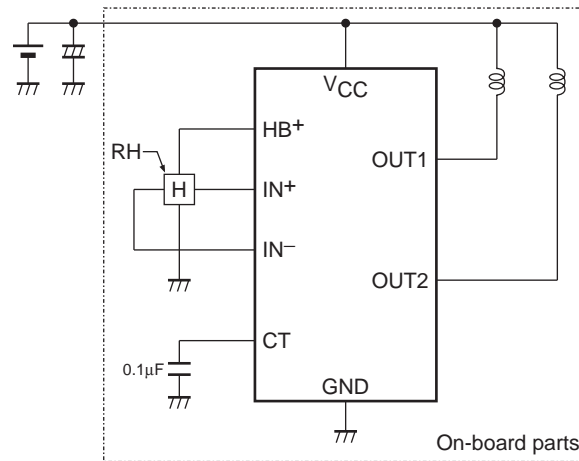 VCC
HB+
RH
OUT1
H
IN+
IN−
OUT2
CT
0.1µF
GND
On-board parts